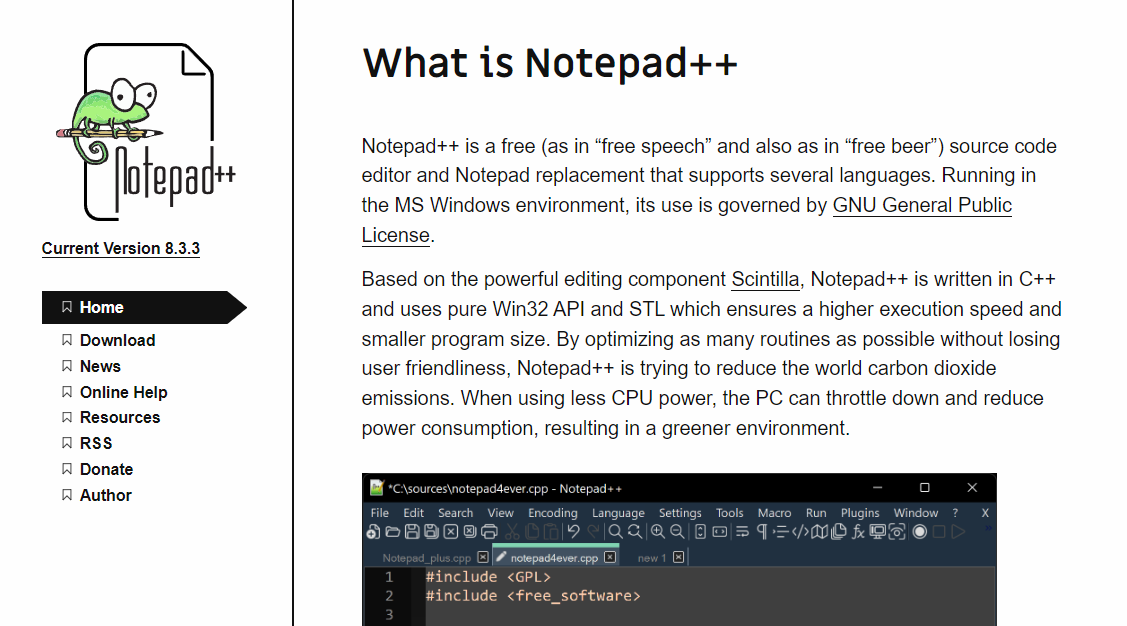 Notepad++
Current Version 8.3.3
Home
Download
News
Online Help
Resources
RSS
Donate
Author
What is Notepad++
Notepad++ is a free (as in “free speech” and also as in “free beer”) source code
editor and Notepad replacement that supports several languages. Running in
the MS Windows environment, its use is governed by GNU General Public
License.
Based on the powerful editing component Scintilla, Notepad++ is written in C++
and uses pure Win32 API and STL which ensures a higher execution speed and
smaller program size. By optimizing as many routines as possible without losing
user friendliness, Notepad++ is trying to reduce the world carbon dioxide
emissions. When using less CPU power, the PC can throttle down and reduce
power consumption, resulting in a greener environment.
*C:\sources\notepad4ever.cpp - Notepad++
File Edit Search View Encoding Language Settings Tools Macro Run Plugins Window ? X
Notepad_plus.cpp notepad4ever.cpp new 1
1 #include <GPL>
2 #include <free_software>
3